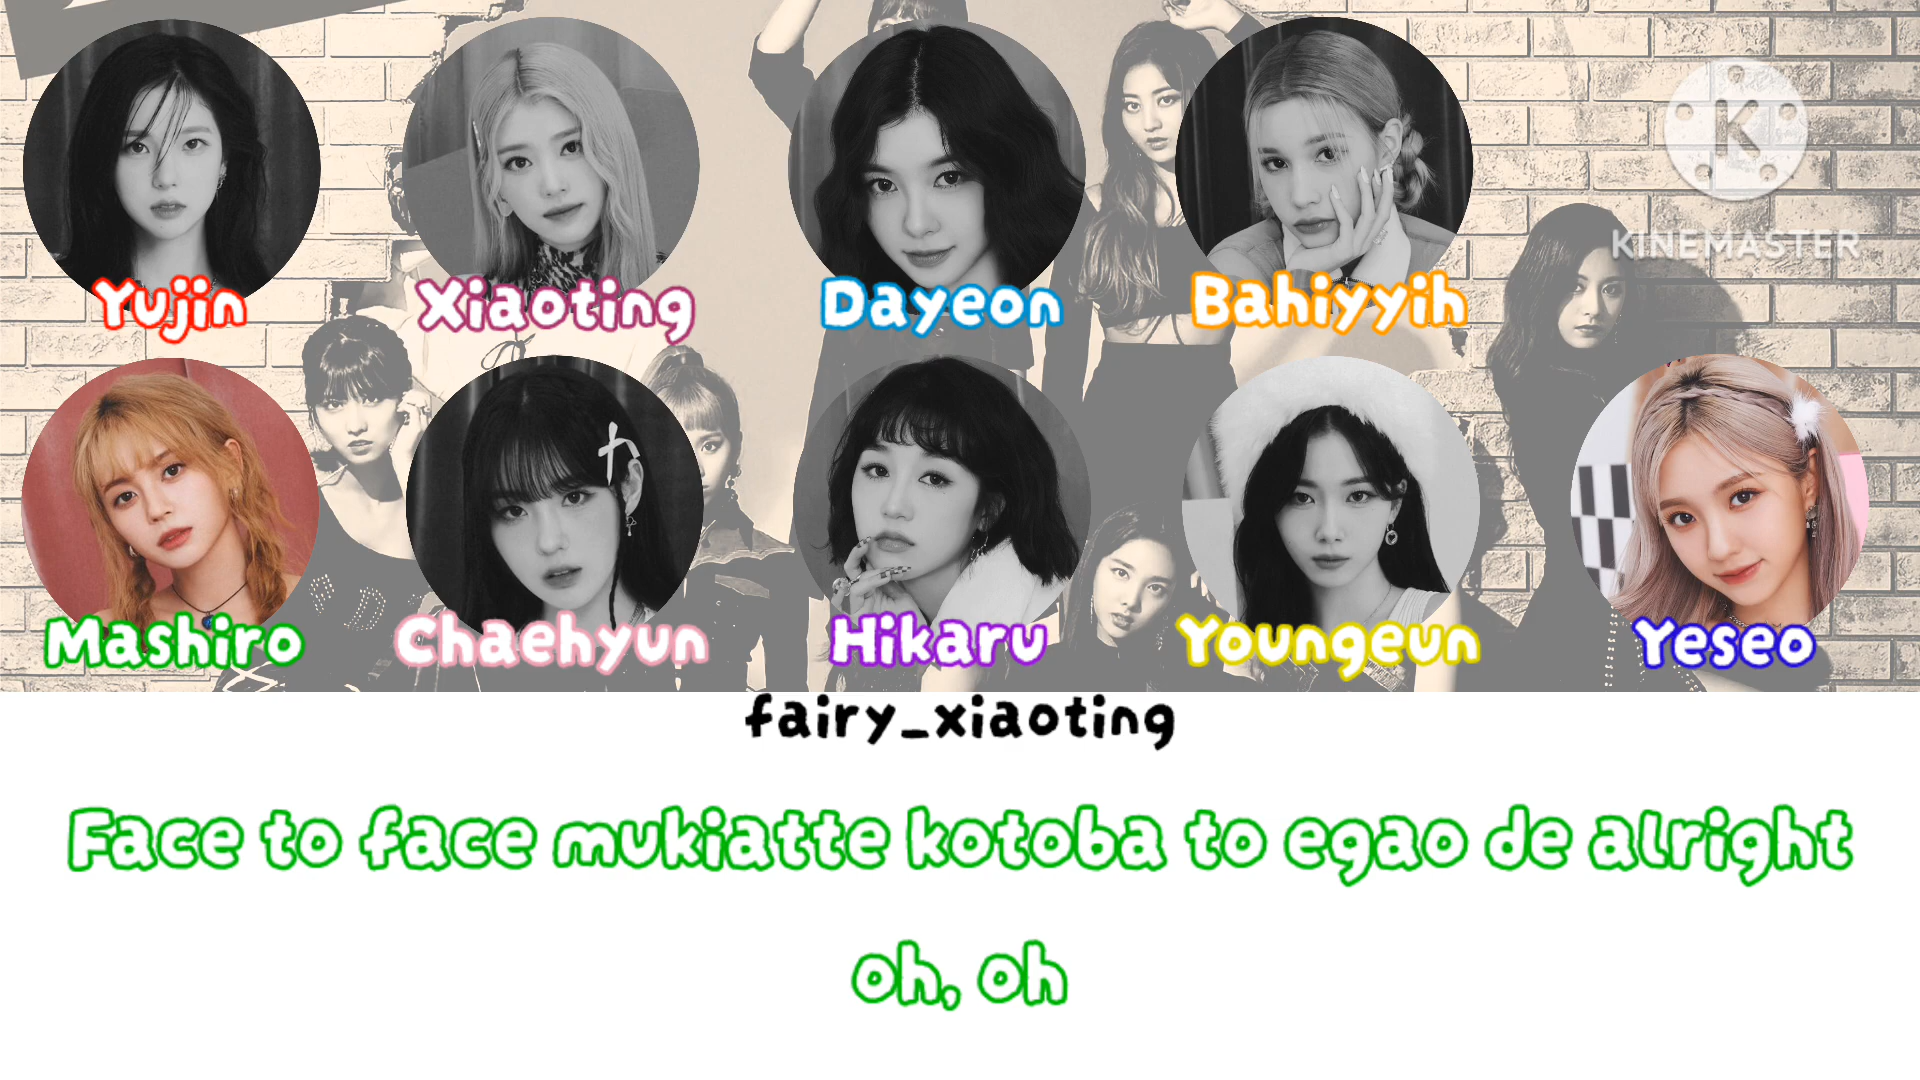 K
KINEMASTER
Yujin
Xiaoting
Dayeon
Bahiyyih
Mashiro
Chaehyun
Hikaru
Youngeun
Yeseo
fairy_xiaoting
Face to face mukiatte kotoba to egao de alright
oh, oh